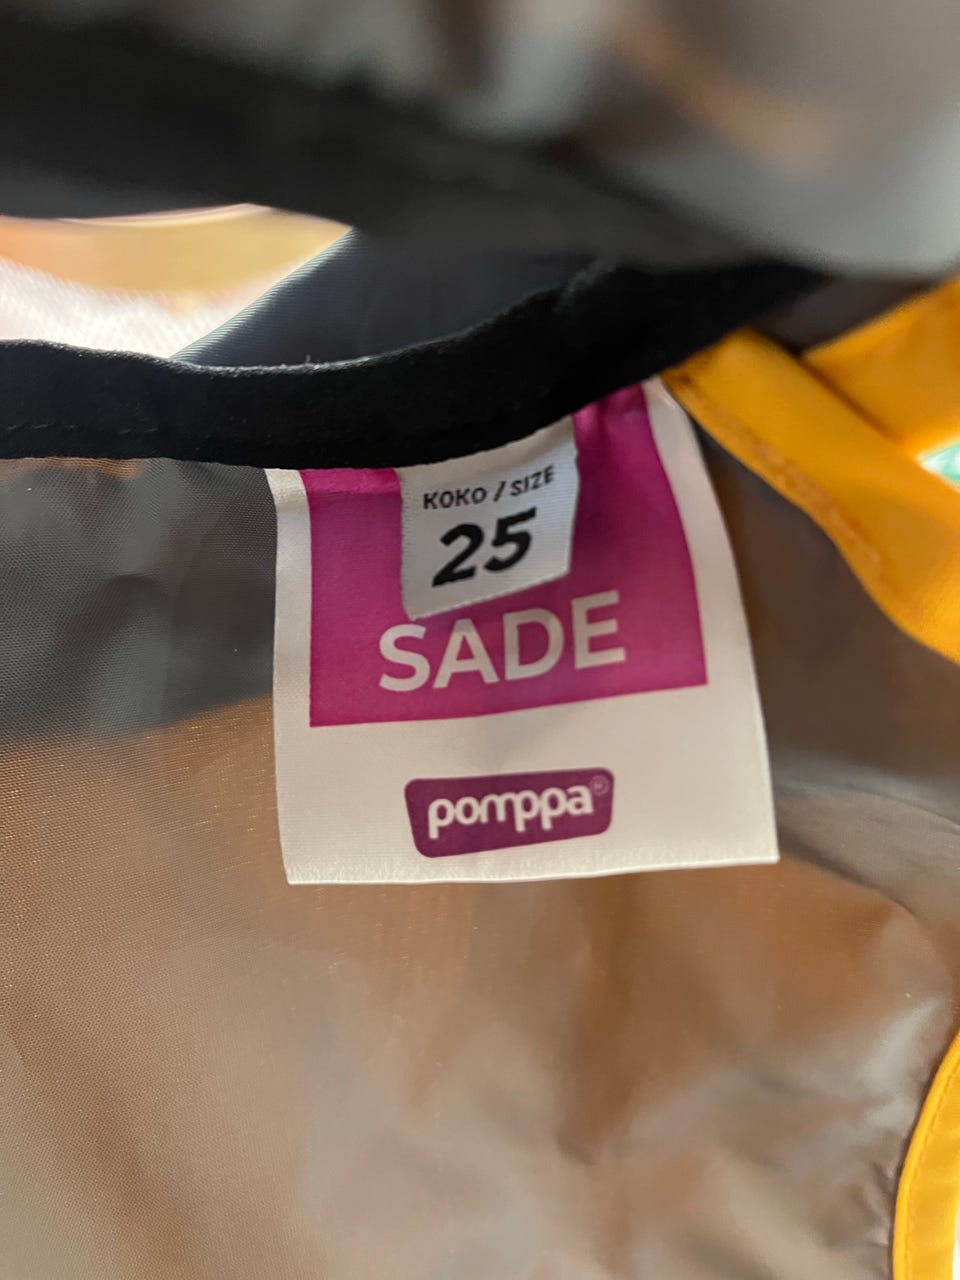 KOKO / SIZE
25
SADE
pomppa®